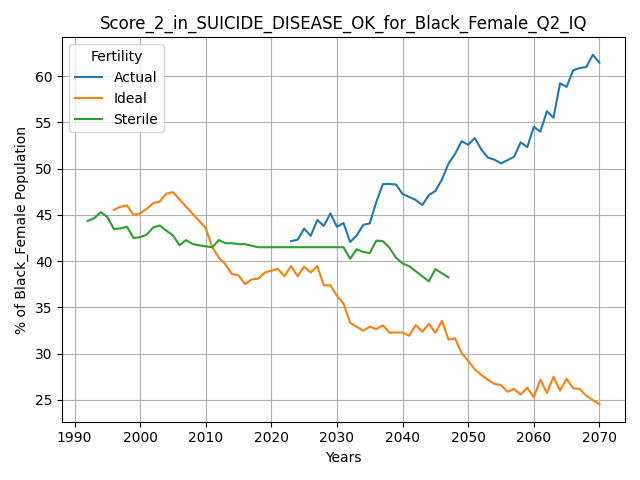 Score_2_in_SUICIDE_DISEASE_OK_for_Black_Female_Q2_IQ
Fertility
Actual
Ideal
Sterile
% of Black_Female Population
60
55
50
45
40
35
30
25
1990 2000 2010 2020 2030 2040 2050 2060 2070
Years